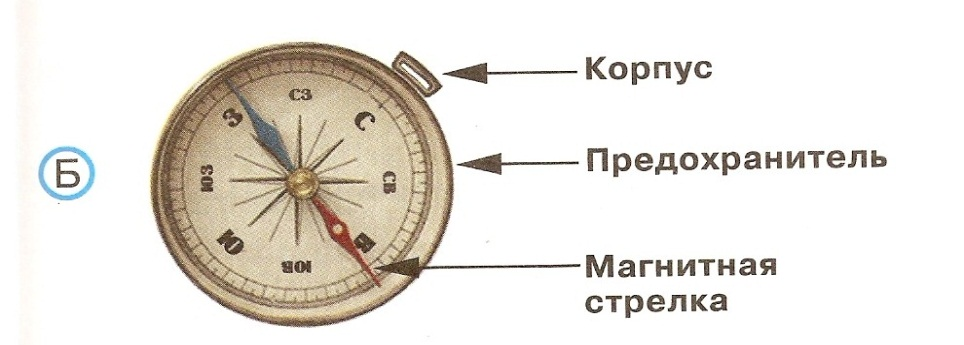 Корпус
СЗ
З
С
Б
Предохранитель
ЮЗ
СВ
Ю
В
ЮВ
Магнитная
стрелка